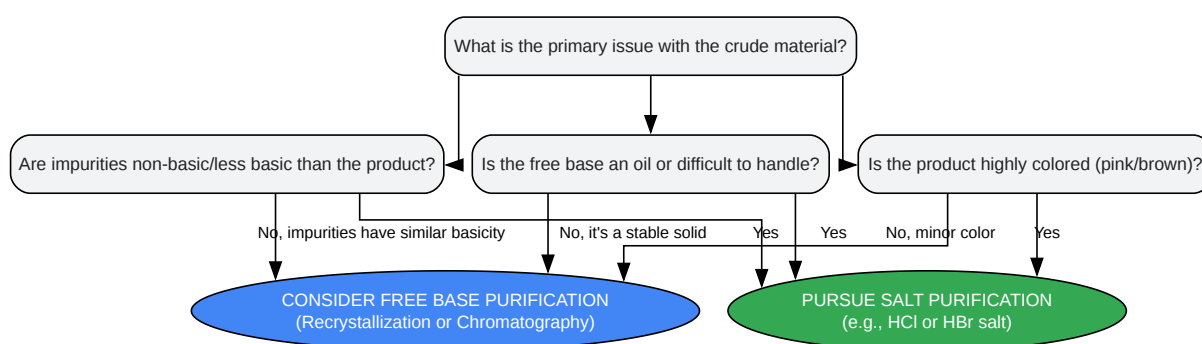 What is the primary issue with the crude material?
Are impurities non-basic/less basic than the product?
Is the free base an oil or difficult to handle?
Is the product highly colored (pink/brown)?
No, impurities have similar basicity
No, it's a stable solid
Yes
Yes
No, minor color
Yes
CONSIDER FREE BASE PURIFICATION
(Recrystallization or Chromatography)
PURSUE SALT PURIFICATION
(e.g., HCl or HBr salt)